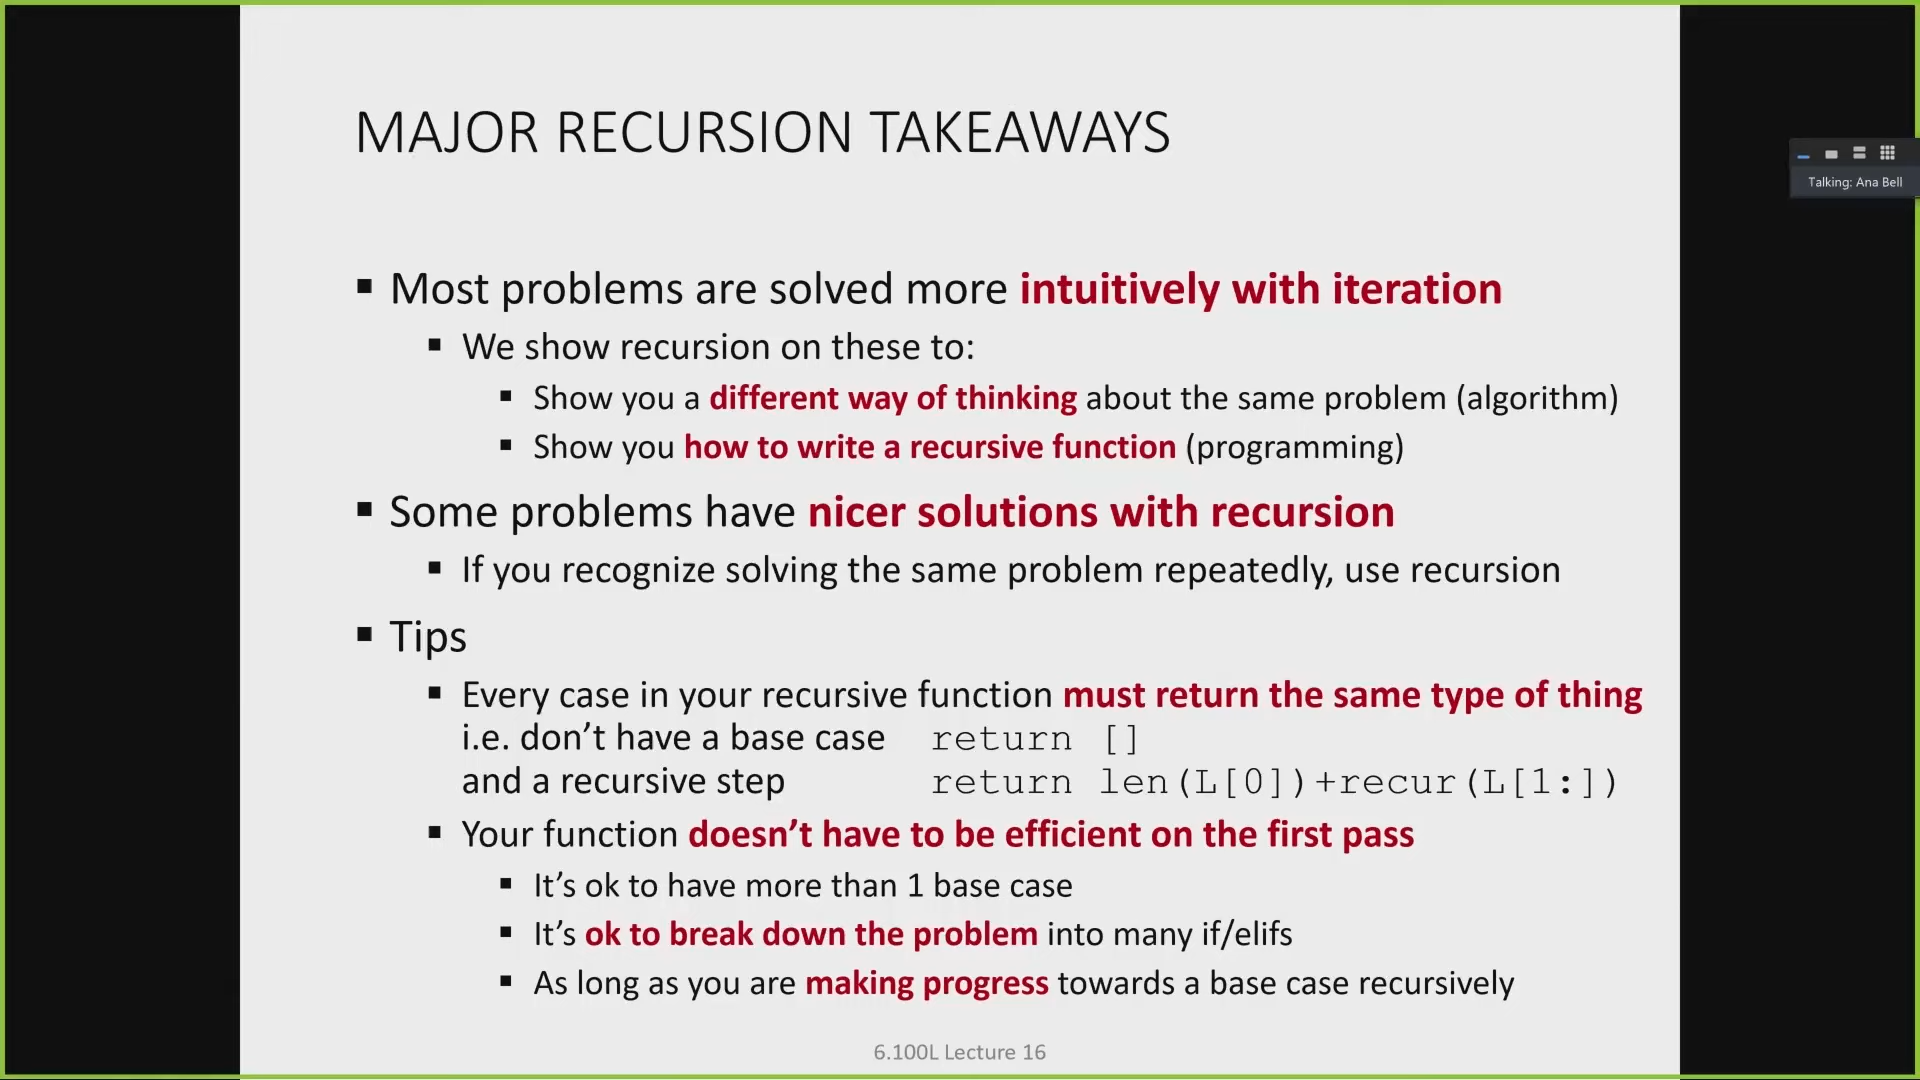 MAJOR RECURSION TAKEAWAYS
Talking: Ana Bell
▪ Most problems are solved more intuitively with iteration
▪ We show recursion on these to:
▪ Show you a different way of thinking about the same problem (algorithm)
▪ Show you how to write a recursive function (programming)
▪ Some problems have nicer solutions with recursion
▪ If you recognize solving the same problem repeatedly, use recursion
▪ Tips
▪ Every case in your recursive function must return the same type of thing
i.e. don’t have a base case return []
and a recursive step return len(L[0])+recur(L[1:])
▪ Your function doesn’t have to be efficient on the first pass
▪ It’s ok to have more than 1 base case
▪ It’s ok to break down the problem into many if/elifs
▪ As long as you are making progress towards a base case recursively
6.100L Lecture 16